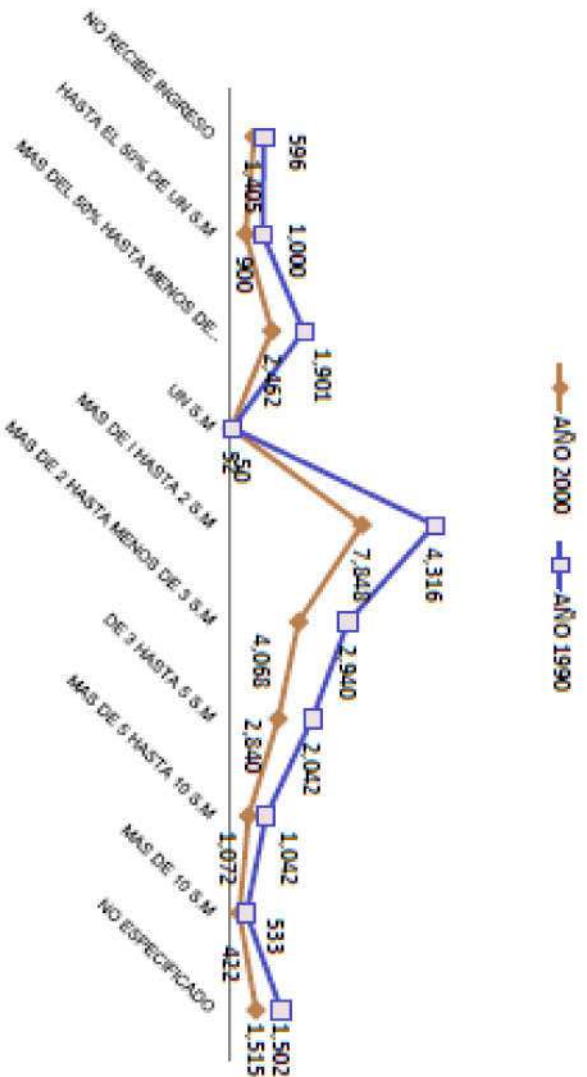 AÑO 2000
AÑO 1990
596
1,000
1,901
50
4,316
2,940
2,042
1,042
533
1,502
1,405
900
2,462
52
7,848
4,068
2,840
1,072
422
1,515
NO RECIBE INGRESO
HASTA EL 50% DE UN S.M
MAS DEL 50% HASTA MENOS DE..
UN S.M
MAS DE 1 HASTA 2 S.M
MAS DE 2 HASTA MENOS DE 3 S.M
DE 3 HASTA 5 S.M
MAS DE 5 HASTA 10 S.M
MAS DE 10 S.M
NO ESPECIFICADO